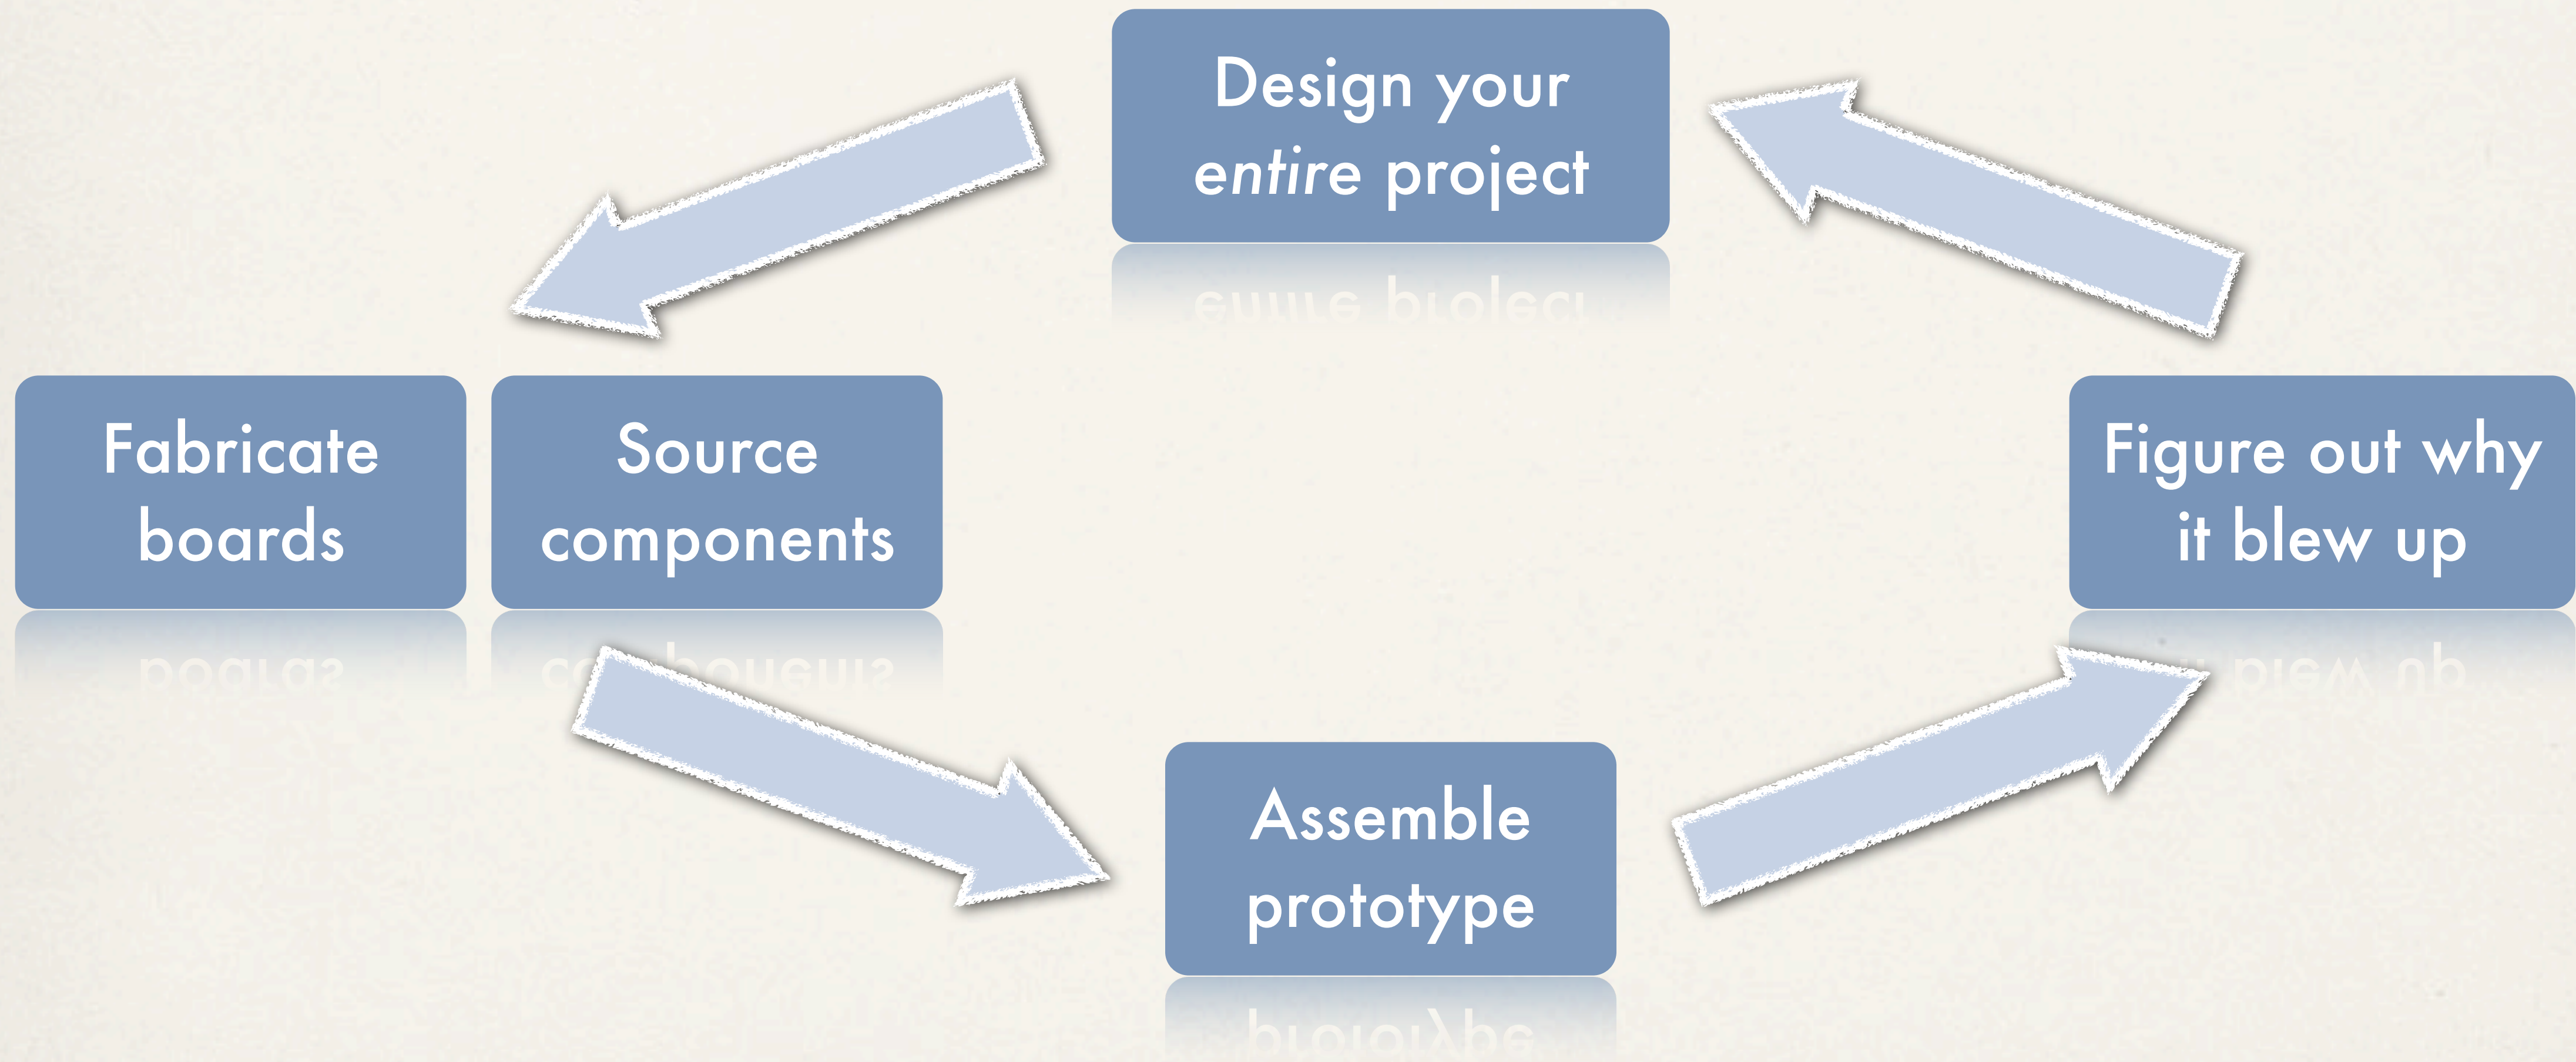 Design your
entire project
Fabricate
boards
Source
components
Figure out why
it blew up
Assemble
prototype